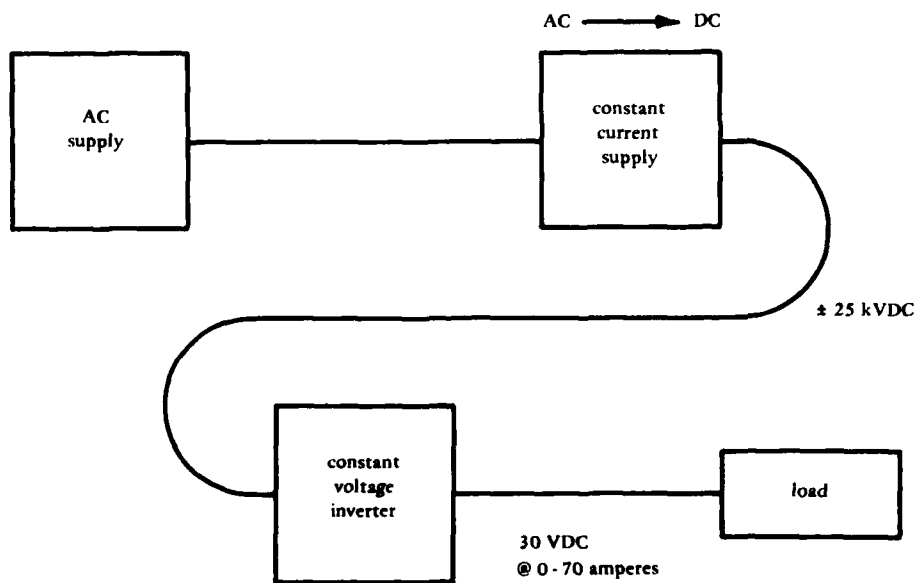 AC DC
AC
supply
constant
current
supply
± 25 kVDC
constant
voltage
inverter
load
30 VDC
@ 0 - 70 amperes